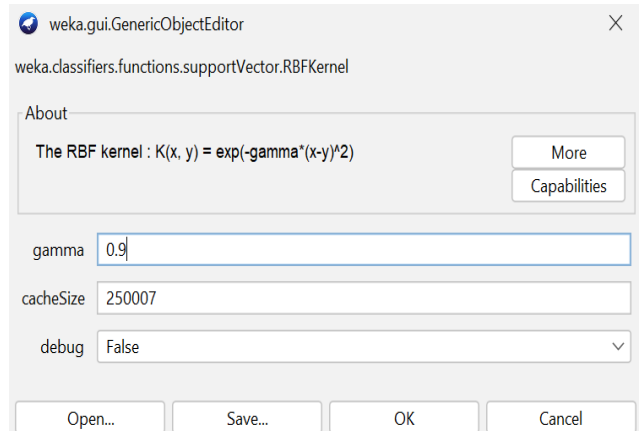 weka.gui.GenericObjectEditor
weka.classifiers.functions.supportVector.RBFKernel
About
The RBF kernel : K(x, y) = exp(-gamma*(x-y)^2)
More
Capabilities
gamma 0.9
cacheSize 250007
debug False
Open... Save... OK Cancel